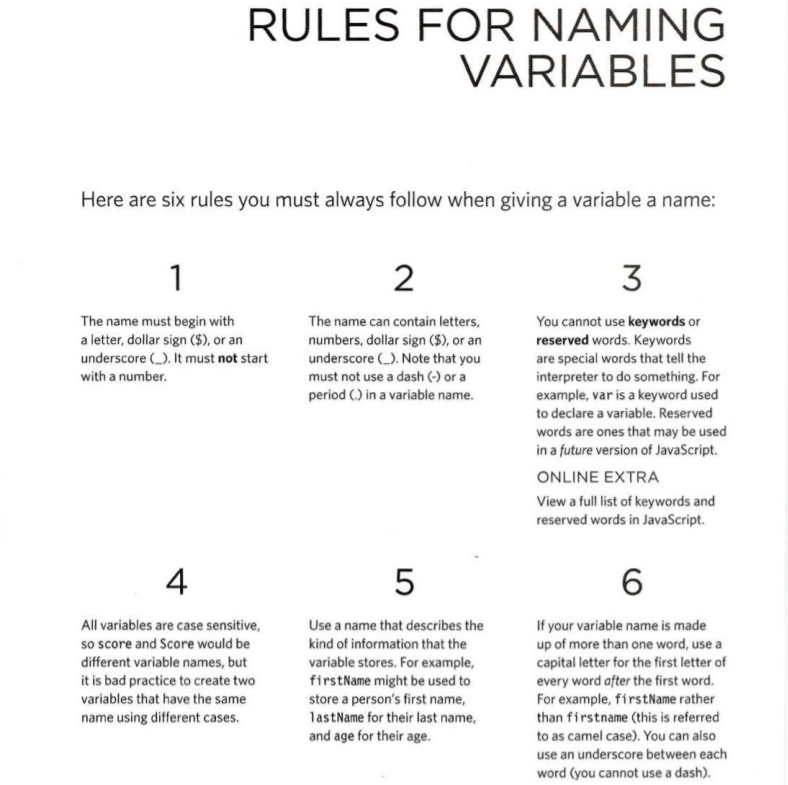 RULES FOR NAMING
VARIABLES
Here are six rules you must always follow when giving a variable a name:
1
The name must begin with
a letter, dollar sign ($), or an
underscore (_). It must not start
with a number.
2
The name can contain letters,
numbers, dollar sign ($), or an
underscore (_). Note that you
must not use a dash (-) or a
period (.) in a variable name.
3
You cannot use keywords or
reserved words. Keywords
are special words that tell the
interpreter to do something. For
example, var is a keyword used
to declare a variable. Reserved
words are ones that may be used
in a future version of JavaScript.
ONLINE EXTRA
View a full list of keywords and
reserved words in JavaScript.
4
All variables are case sensitive,
so score and Score would be
different variable names, but
it is bad practice to create two
variables that have the same
name using different cases.
5
Use a name that describes the
kind of information that the
variable stores. For example,
firstName might be used to
store a person's first name,
lastName for their last name,
and age for their age.
6
If your variable name is made
up of more than one word, use a
capital letter for the first letter of
every word after the first word.
For example, firstName rather
than firstname (this is referred
to as camel case). You can also
use an underscore between each
word (you cannot use a dash).